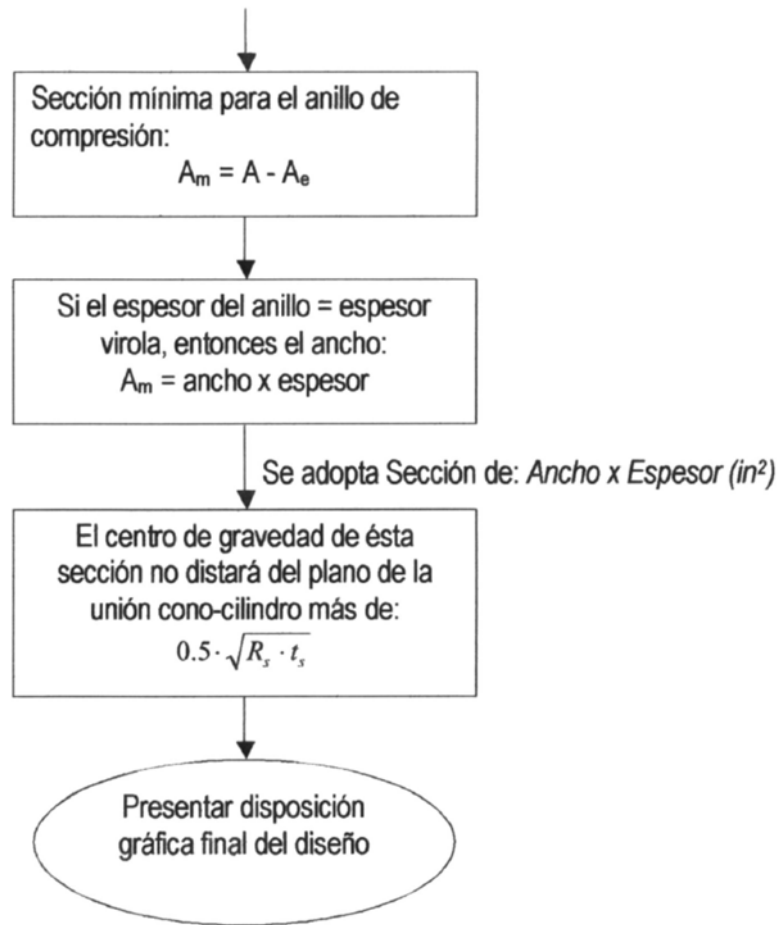 Sección mínima para el anillo de
compresión:
Aₘ = A - Aₑ
Si el espesor del anillo = espesor
virola, entonces el ancho:
Aₘ = ancho x espesor
Se adopta Sección de: Ancho x Espesor (in²)
El centro de gravedad de ésta
sección no distará del plano de la
unión cono-cilindro más de:
0.5 · √(Rₛ · tₛ)
Presentar disposición
gráfica final del diseño